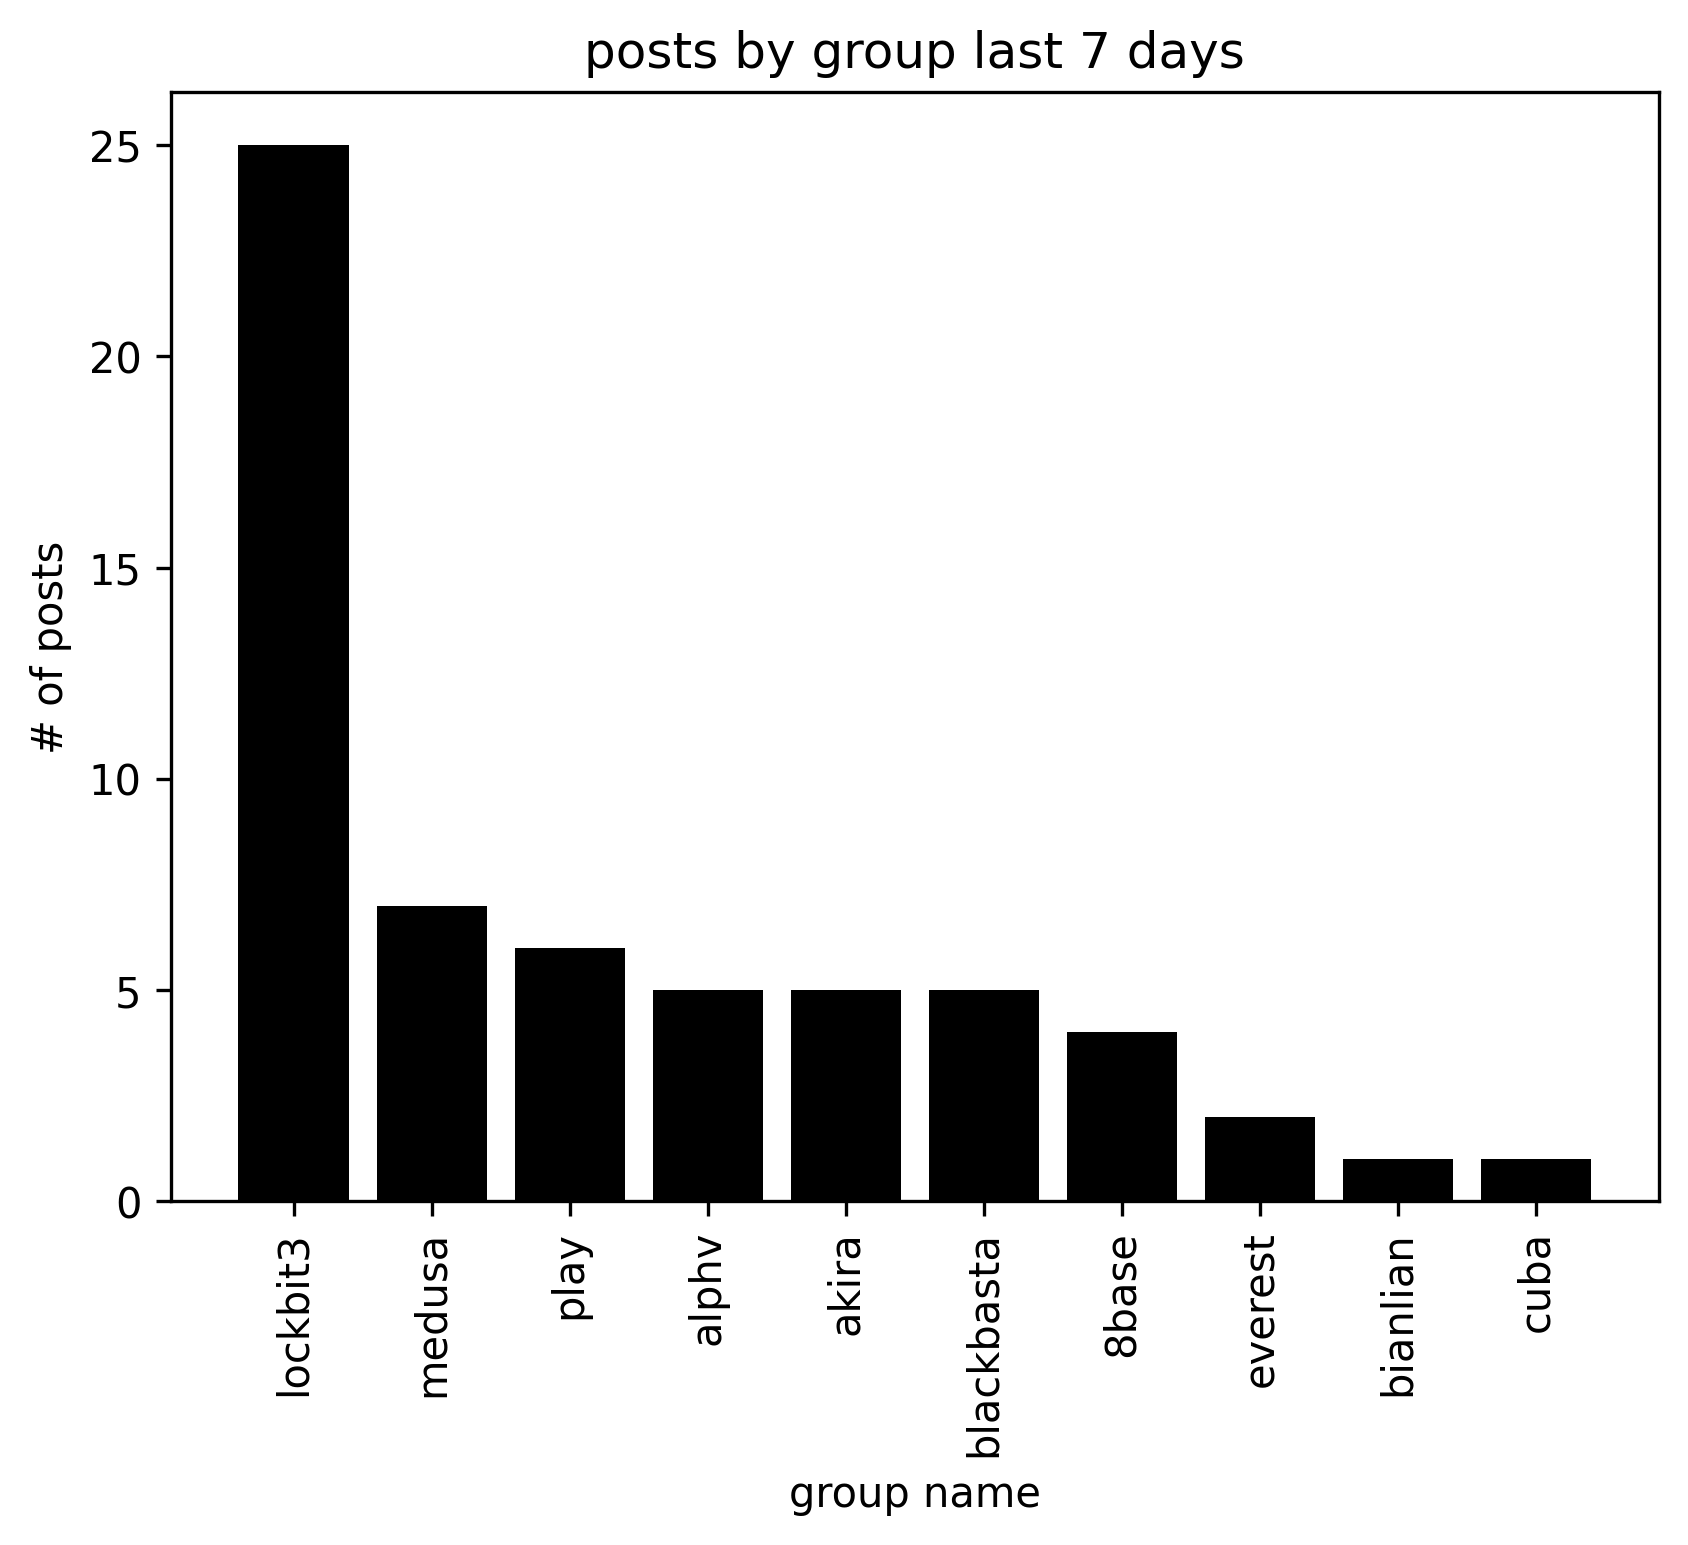 posts by group last 7 days
25
20
15
10
5
0
# of posts
lockbit3
medusa
play
alphv
akira
blackbasta
8base
everest
bianlian
cuba
group name